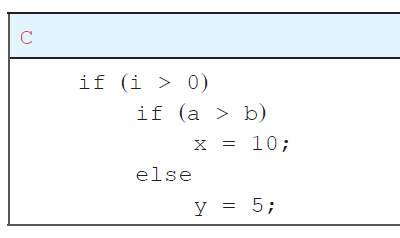 C
if (i > 0)
if (a > b)
x = 10;
else
y = 5;